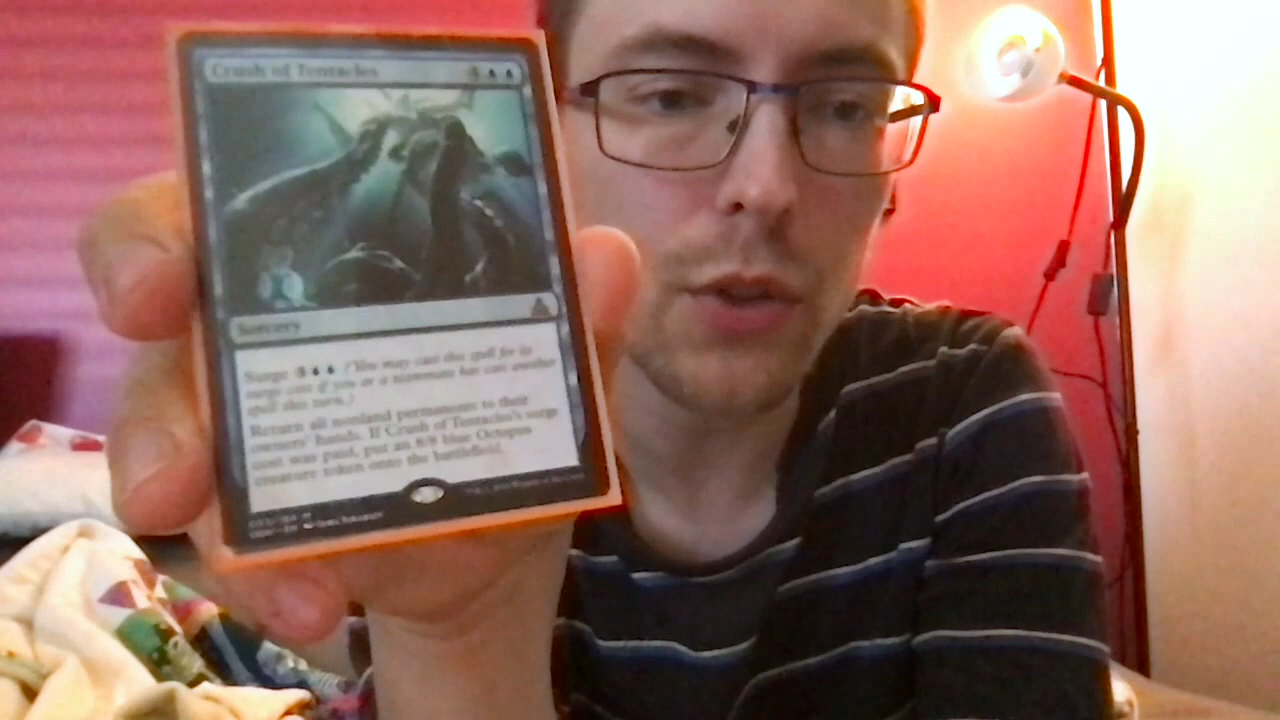 Crush of Tentacles
Sorcery
Surge 3 (You may cast this spell for its
surge cost if you or a teammate has cast another
spell this turn.)
Return all nonland permanents to their
owners' hands. If Crush of Tentacles's surge
cost was paid, put an 8/8 blue Octopus
creature token onto the battlefield.